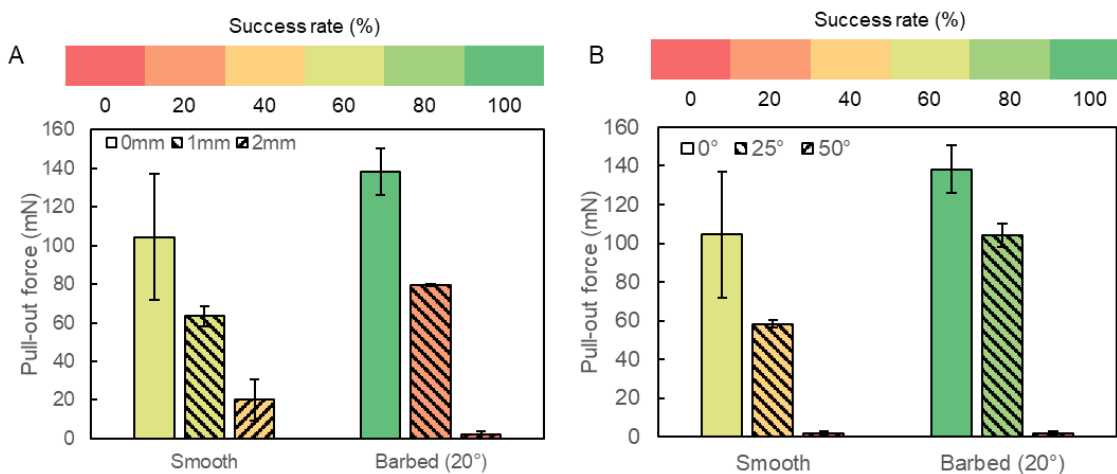 A
Success rate (%)
0 20 40 60 80 100
Pull-out force (mN)
160
140
120
100
80
60
40
20
0
0mm 1mm 2mm
Smooth Barbed (20°)
B
Success rate (%)
0 20 40 60 80 100
Pull-out force (mN)
160
140
120
100
80
60
40
20
0
0° 25° 50°
Smooth Barbed (20°)